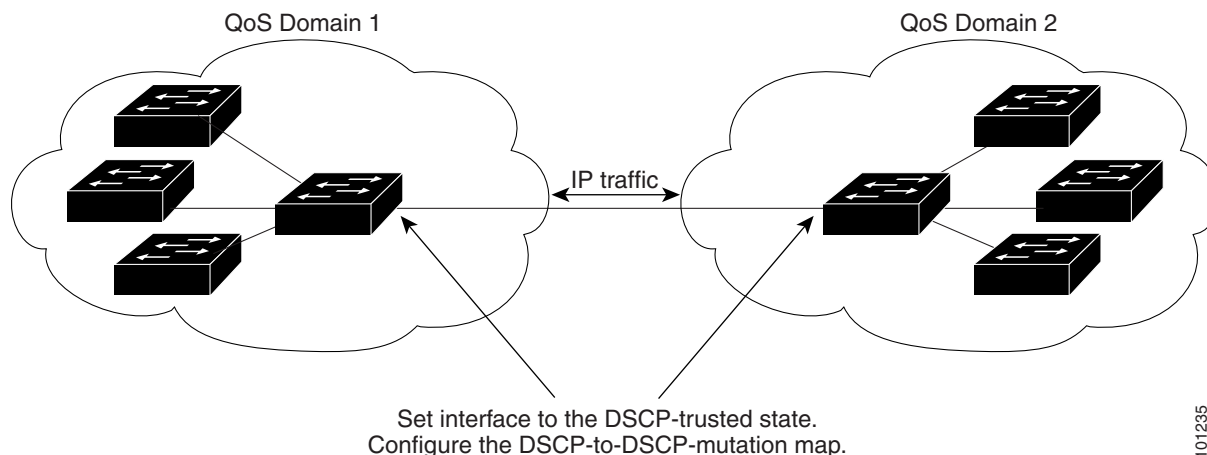 QoS Domain 1
QoS Domain 2
IP traffic
Set interface to the DSCP-trusted state.
Configure the DSCP-to-DSCP-mutation map.
101235